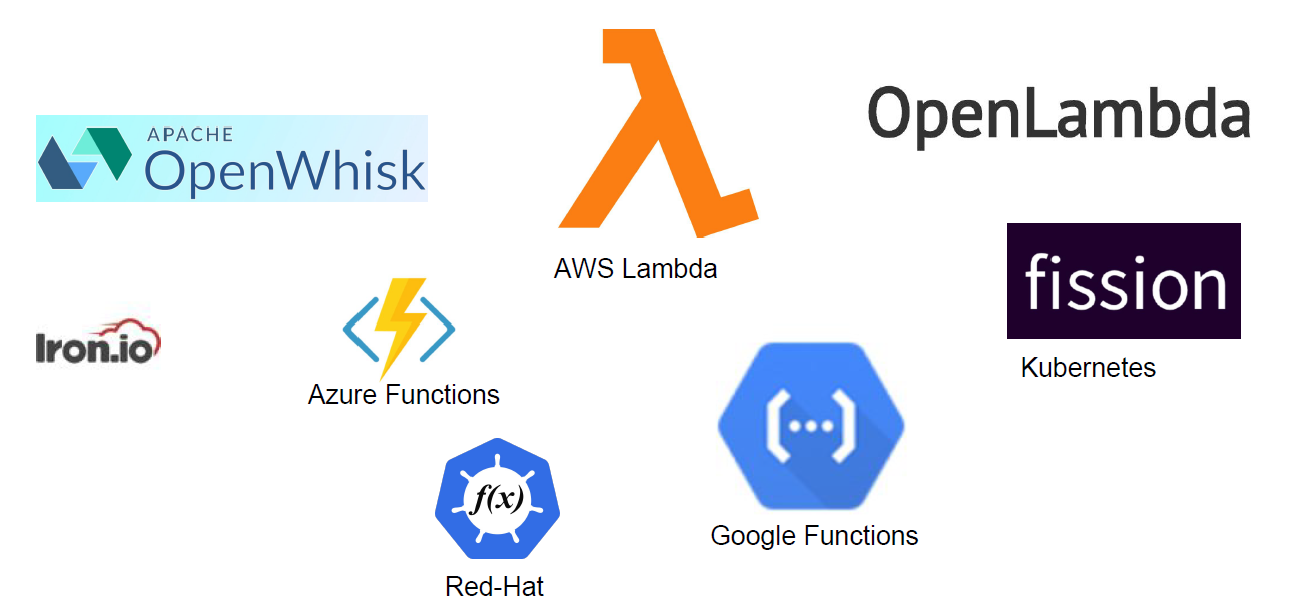 APACHE
OpenWhisk
OpenLambda
AWS Lambda
fission
Kubernetes
Iron.io
Azure Functions
f(x)
Red-Hat
Google Functions